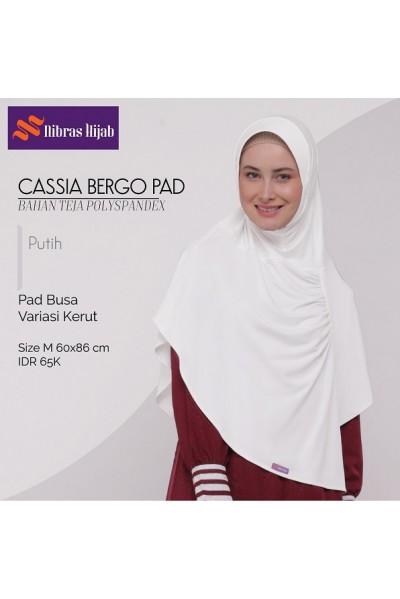 Nibras Hijab
CASSIA BERGO PAD
BAHAN TEJA POLYSPANDEX
Putih
Pad Busa
Variasi Kerut
Size M 60x86 cm
IDR 65K